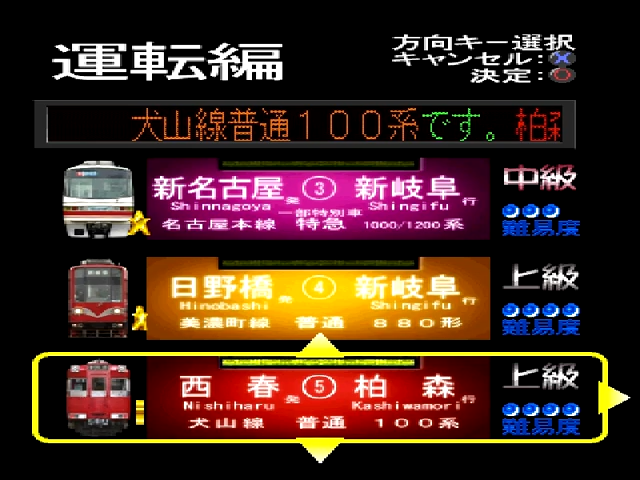 運転編
方向キー選択
キャンセル:×
決定:○
犬山線普通１００系です。柏森
新名古屋 発 ③ 新岐阜 行
Shinnagoya Shingifu
一部特別車
名古屋本線 特急 1000/1200系
中級
難易度
日野橋 発 ④ 新岐阜 行
Hinobashi Shingifu
美濃町線 普通 ８８０形
上級
難易度
西春 発 ⑤ 柏森 行
Nishiharu Kashiwamori
犬山線 普通 １００系
上級
難易度